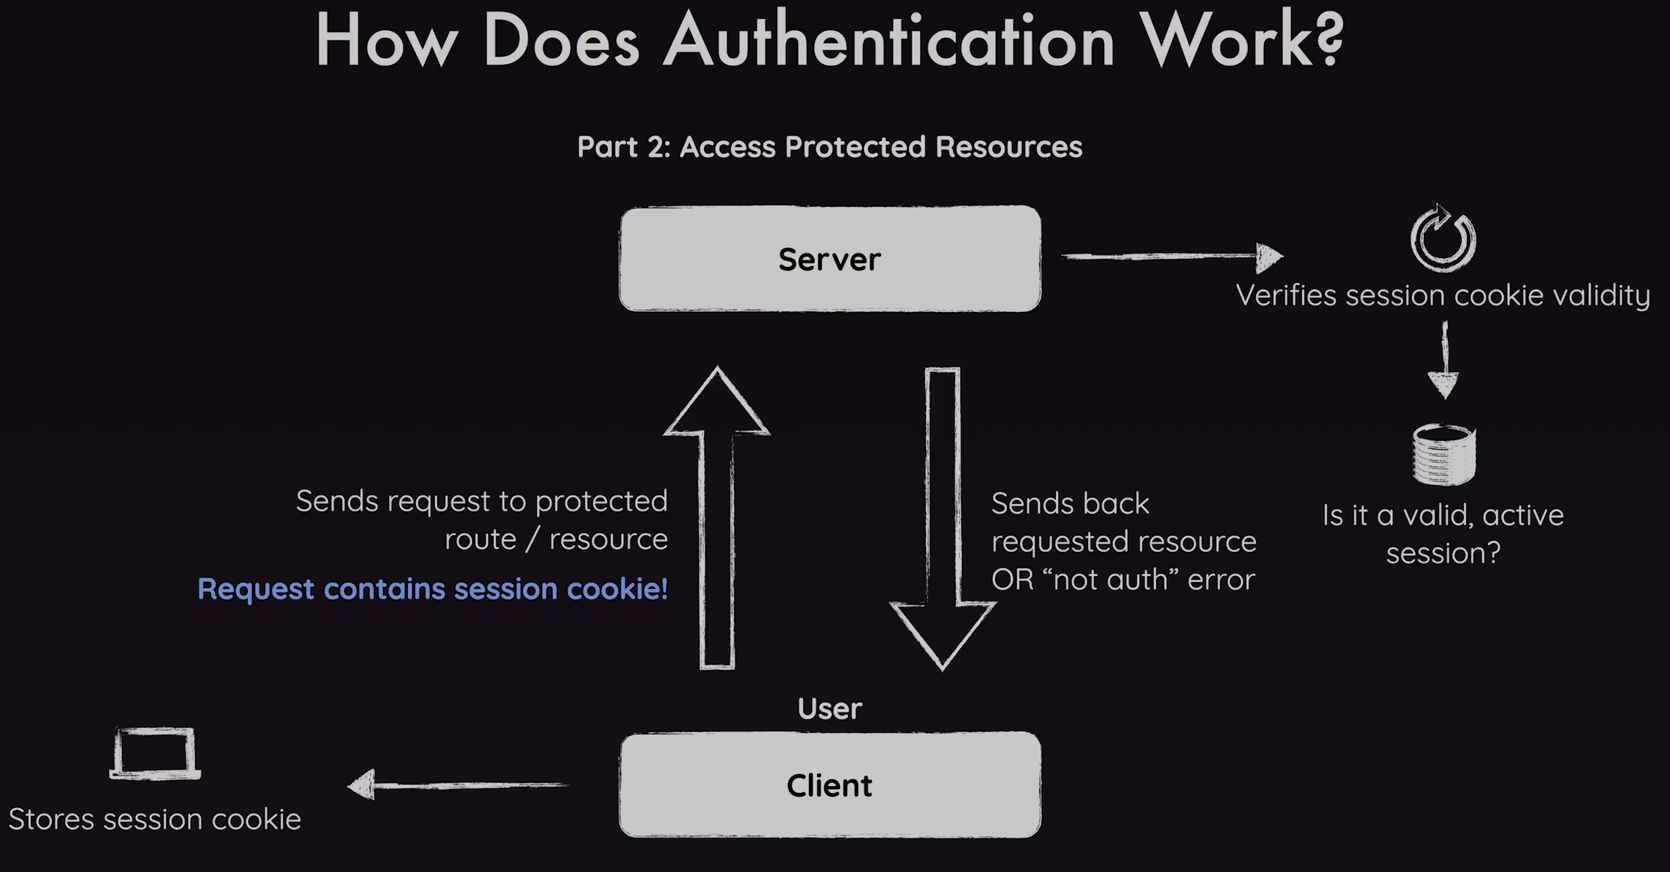 How Does Authentication Work?
Part 2: Access Protected Resources
Server
Verifies session cookie validity
Is it a valid, active
session?
Sends request to protected
route / resource
Request contains session cookie!
Sends back
requested resource
OR “not auth” error
User
Client
Stores session cookie